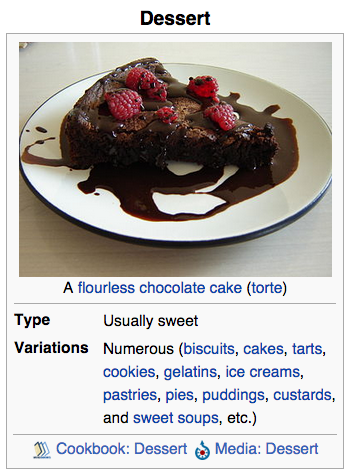 Dessert
A flourless chocolate cake (torte)
Type Usually sweet
Variations Numerous (biscuits, cakes, tarts,
cookies, gelatins, ice creams,
pastries, pies, puddings, custards,
and sweet soups, etc.)
Cookbook: Dessert Media: Dessert